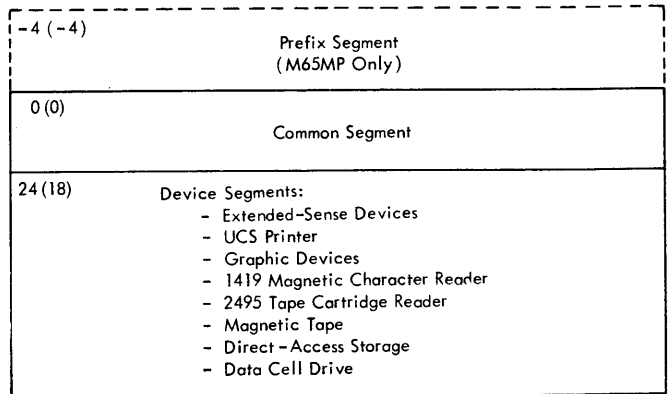 -4 (-4)
Prefix Segment
(M65MP Only)
0 (0)
Common Segment
24 (18)
Device Segments:
- Extended-Sense Devices
- UCS Printer
- Graphic Devices
- 1419 Magnetic Character Reader
- 2495 Tape Cartridge Reader
- Magnetic Tape
- Direct-Access Storage
- Data Cell Drive